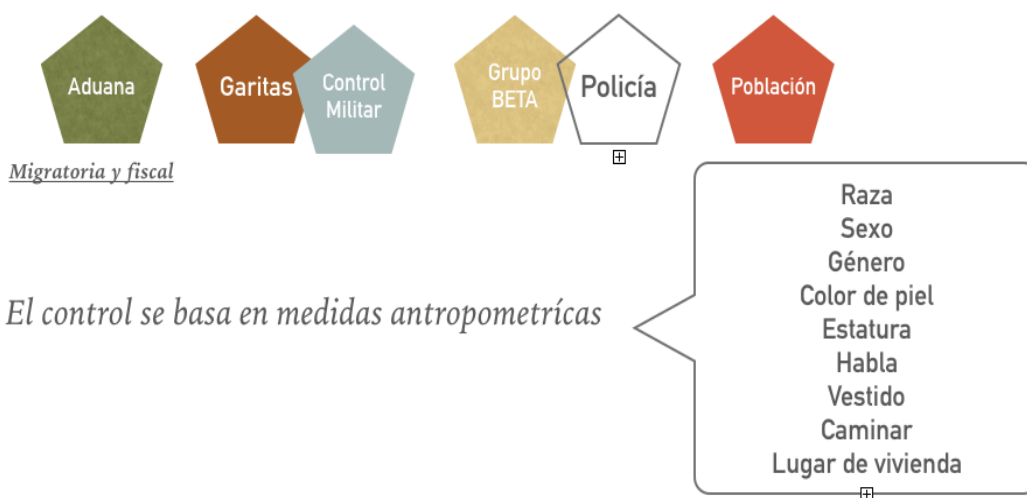 Aduana
Garitas
Control
Militar
Grupo
BETA
Policía
Población
Migratoria y fiscal
El control se basa en medidas antropometrícas
Raza
Sexo
Género
Color de piel
Estatura
Habla
Vestido
Caminar
Lugar de vivienda